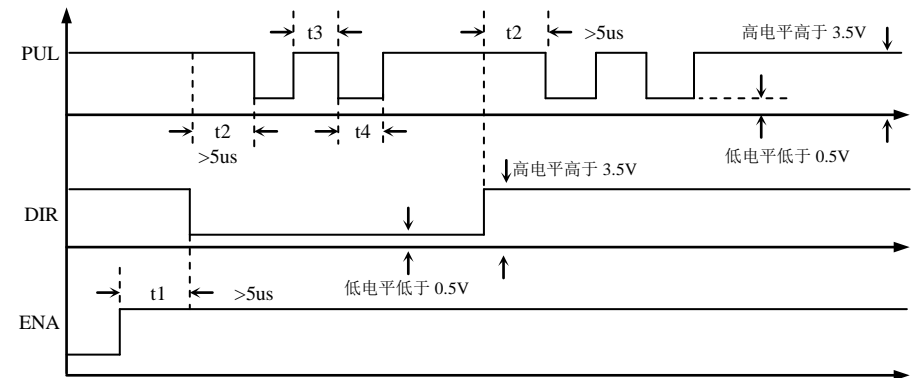 t3
t2
>5us
高电平高于 3.5V
PUL
t2
t4
>5us
低电平低于 0.5V
高电平高于 3.5V
DIR
低电平低于 0.5V
t1
>5us
ENA